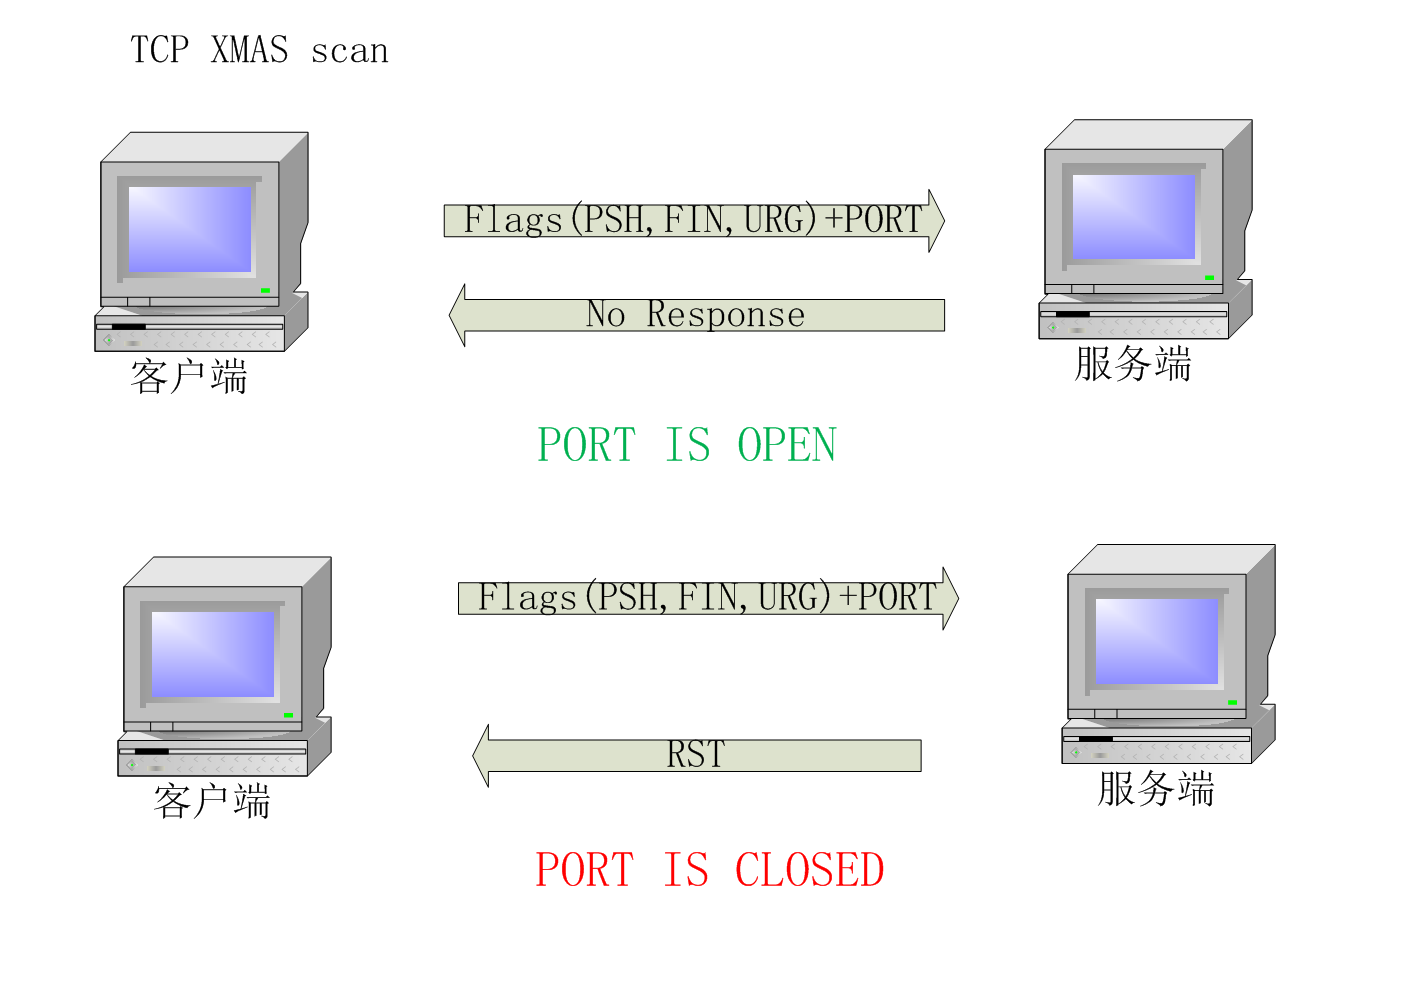 TCP XMAS scan
Flags(PSH,FIN,URG)+PORT
No Response
客户端
服务端
PORT IS OPEN
Flags(PSH,FIN,URG)+PORT
RST
客户端
服务端
PORT IS CLOSED